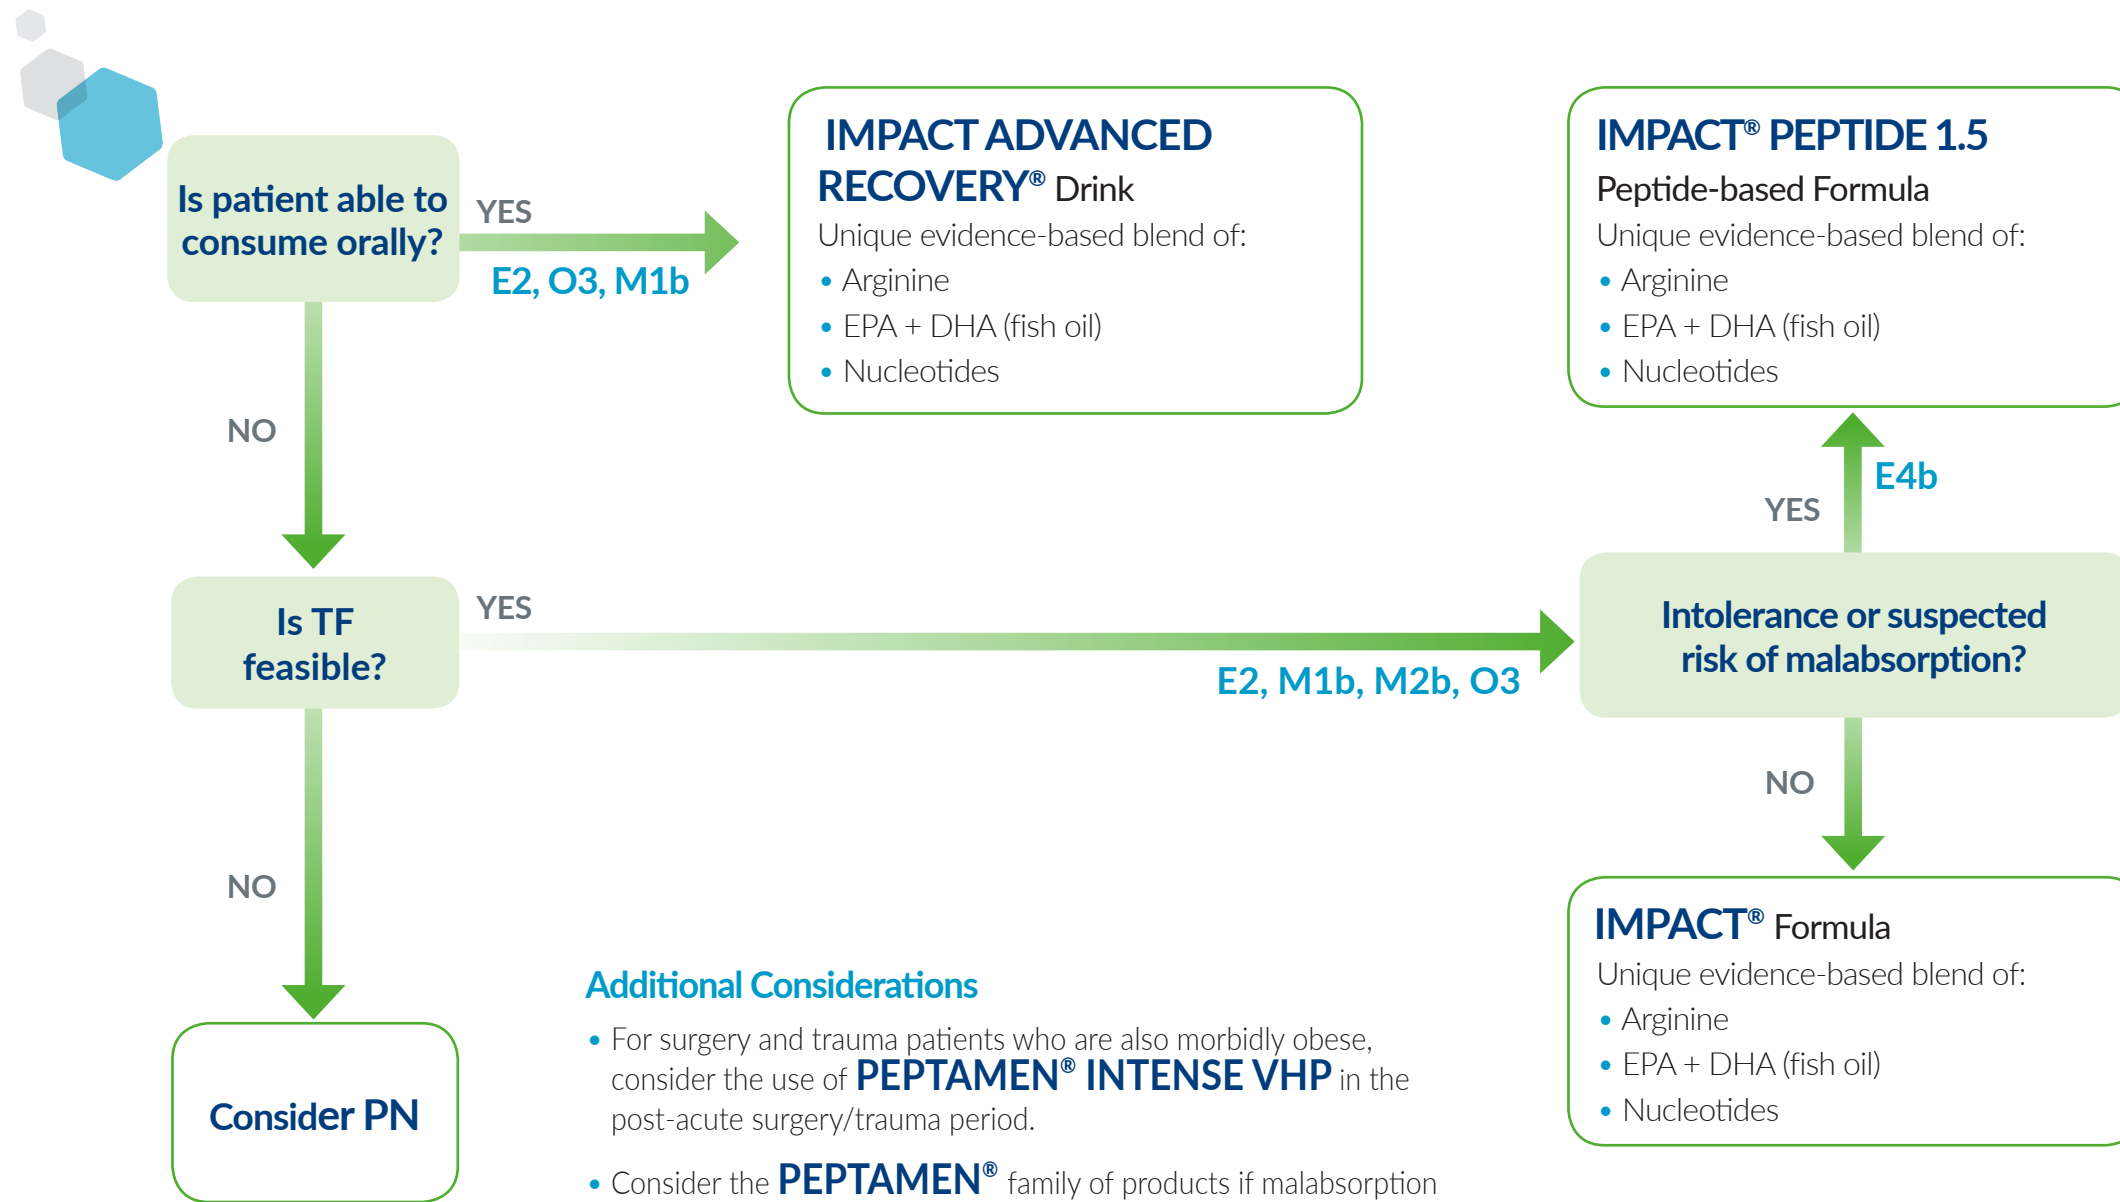 Is patient able to
consume orally?
YES
E2, O3, M1b
IMPACT ADVANCED
RECOVERY® Drink
Unique evidence-based blend of:
• Arginine
• EPA + DHA (fish oil)
• Nucleotides
IMPACT® PEPTIDE 1.5
Peptide-based Formula
Unique evidence-based blend of:
• Arginine
• EPA + DHA (fish oil)
• Nucleotides
NO
YES
E4b
Is TF
feasible?
YES
E2, M1b, M2b, O3
Intolerance or suspected
risk of malabsorption?
NO
NO
Consider PN
Additional Considerations
• For surgery and trauma patients who are also morbidly obese,
consider the use of PEPTAMEN® INTENSE VHP in the
post-acute surgery/trauma period.
• Consider the PEPTAMEN® family of products if malabsorption
IMPACT® Formula
Unique evidence-based blend of:
• Arginine
• EPA + DHA (fish oil)
• Nucleotides